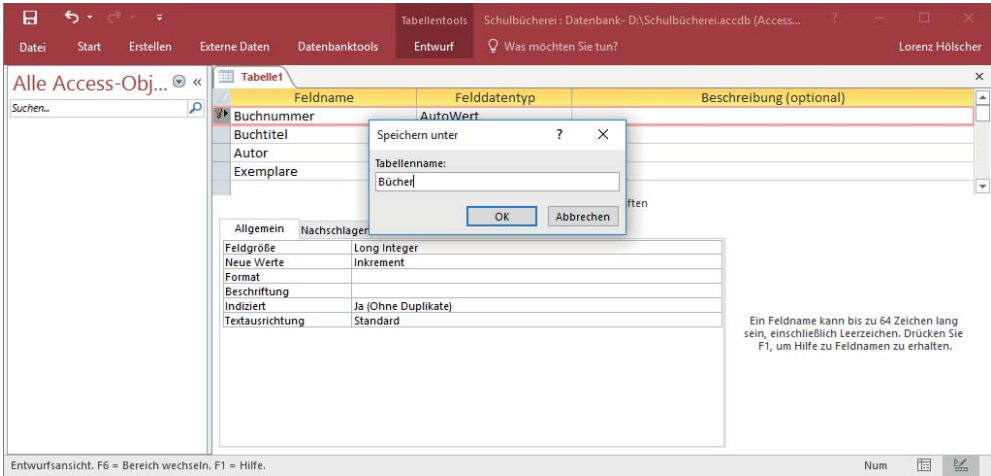 Tabellentools Schulbücherei : Datenbank- D:\Schulbücherei.accdb (Access... ?
Datei Start Erstellen Externe Daten Datenbanktools Entwurf Was möchten Sie tun? Lorenz Hölscher
Alle Access-Obj... «
Suchen...
Tabelle1
Feldname Felddatentyp Beschreibung (optional)
Buchnummer AutoWert
Buchtitel
Autor
Exemplare
Speichern unter ?
Tabellenname:
Bücher
OK Abbrechen
ften
Allgemein Nachschlagen
Feldgröße Long Integer
Neue Werte Inkrement
Format
Beschriftung
Indiziert Ja (Ohne Duplikate)
Textausrichtung Standard
Ein Feldname kann bis zu 64 Zeichen lang
sein, einschließlich Leerzeichen. Drücken Sie
F1, um Hilfe zu Feldnamen zu erhalten.
Entwurfsansicht. F6 = Bereich wechseln. F1 = Hilfe. Num